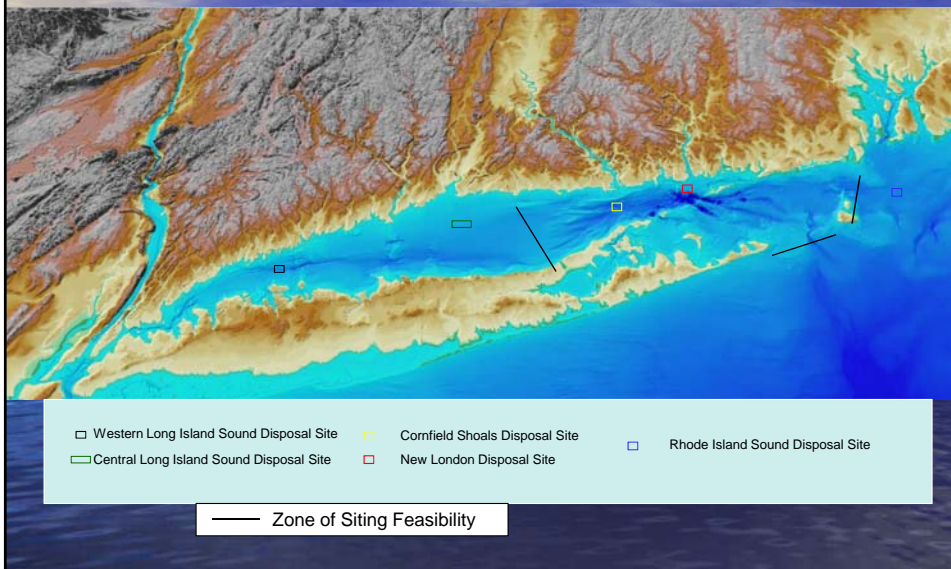 Western Long Island Sound Disposal Site
Central Long Island Sound Disposal Site
Cornfield Shoals Disposal Site
New London Disposal Site
Rhode Island Sound Disposal Site
Zone of Siting Feasibility